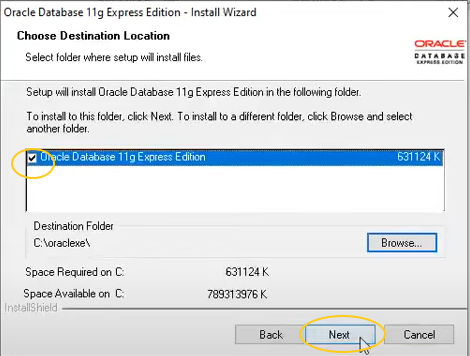 Oracle Database 11g Express Edition - Install Wizard
Choose Destination Location
Select folder where setup will install files.
ORACLE
DATABASE
EXPRESS EDITION
Setup will install Oracle Database 11g Express Edition in the following folder.
To install to this folder, click Next. To install to a different folder, click Browse and select
another folder.
Oracle Database 11g Express Edition 631124 K
Destination Folder
C:\oraclexe\
Browse...
Space Required on C: 631124 K
Space Available on C: 789313976 K
InstallShield
Back Next Cancel